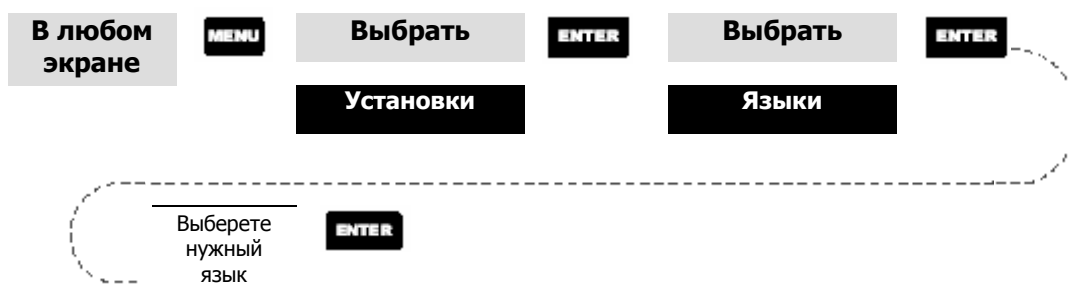 В любом
экране
MENU
Выбрать
Установки
ENTER
Выбрать
Языки
ENTER
Выберете
нужный
язык
ENTER